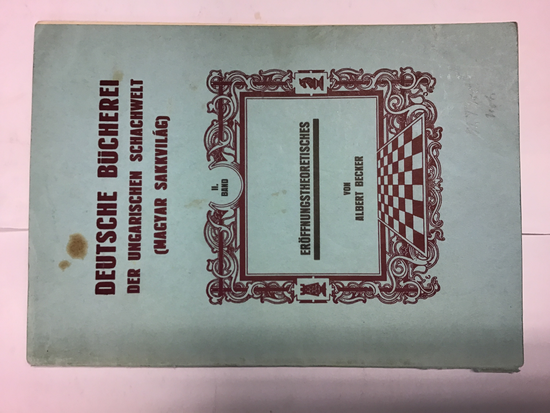 DEUTSCHE BÜCHEREI
DER UNGARISCHEN SCHACHWELT
(MAGYAR SAKKVILÁG)
II.
BAND
ERÖFFNUNGSTHEORETISCHES
VON
ALBERT BECKER